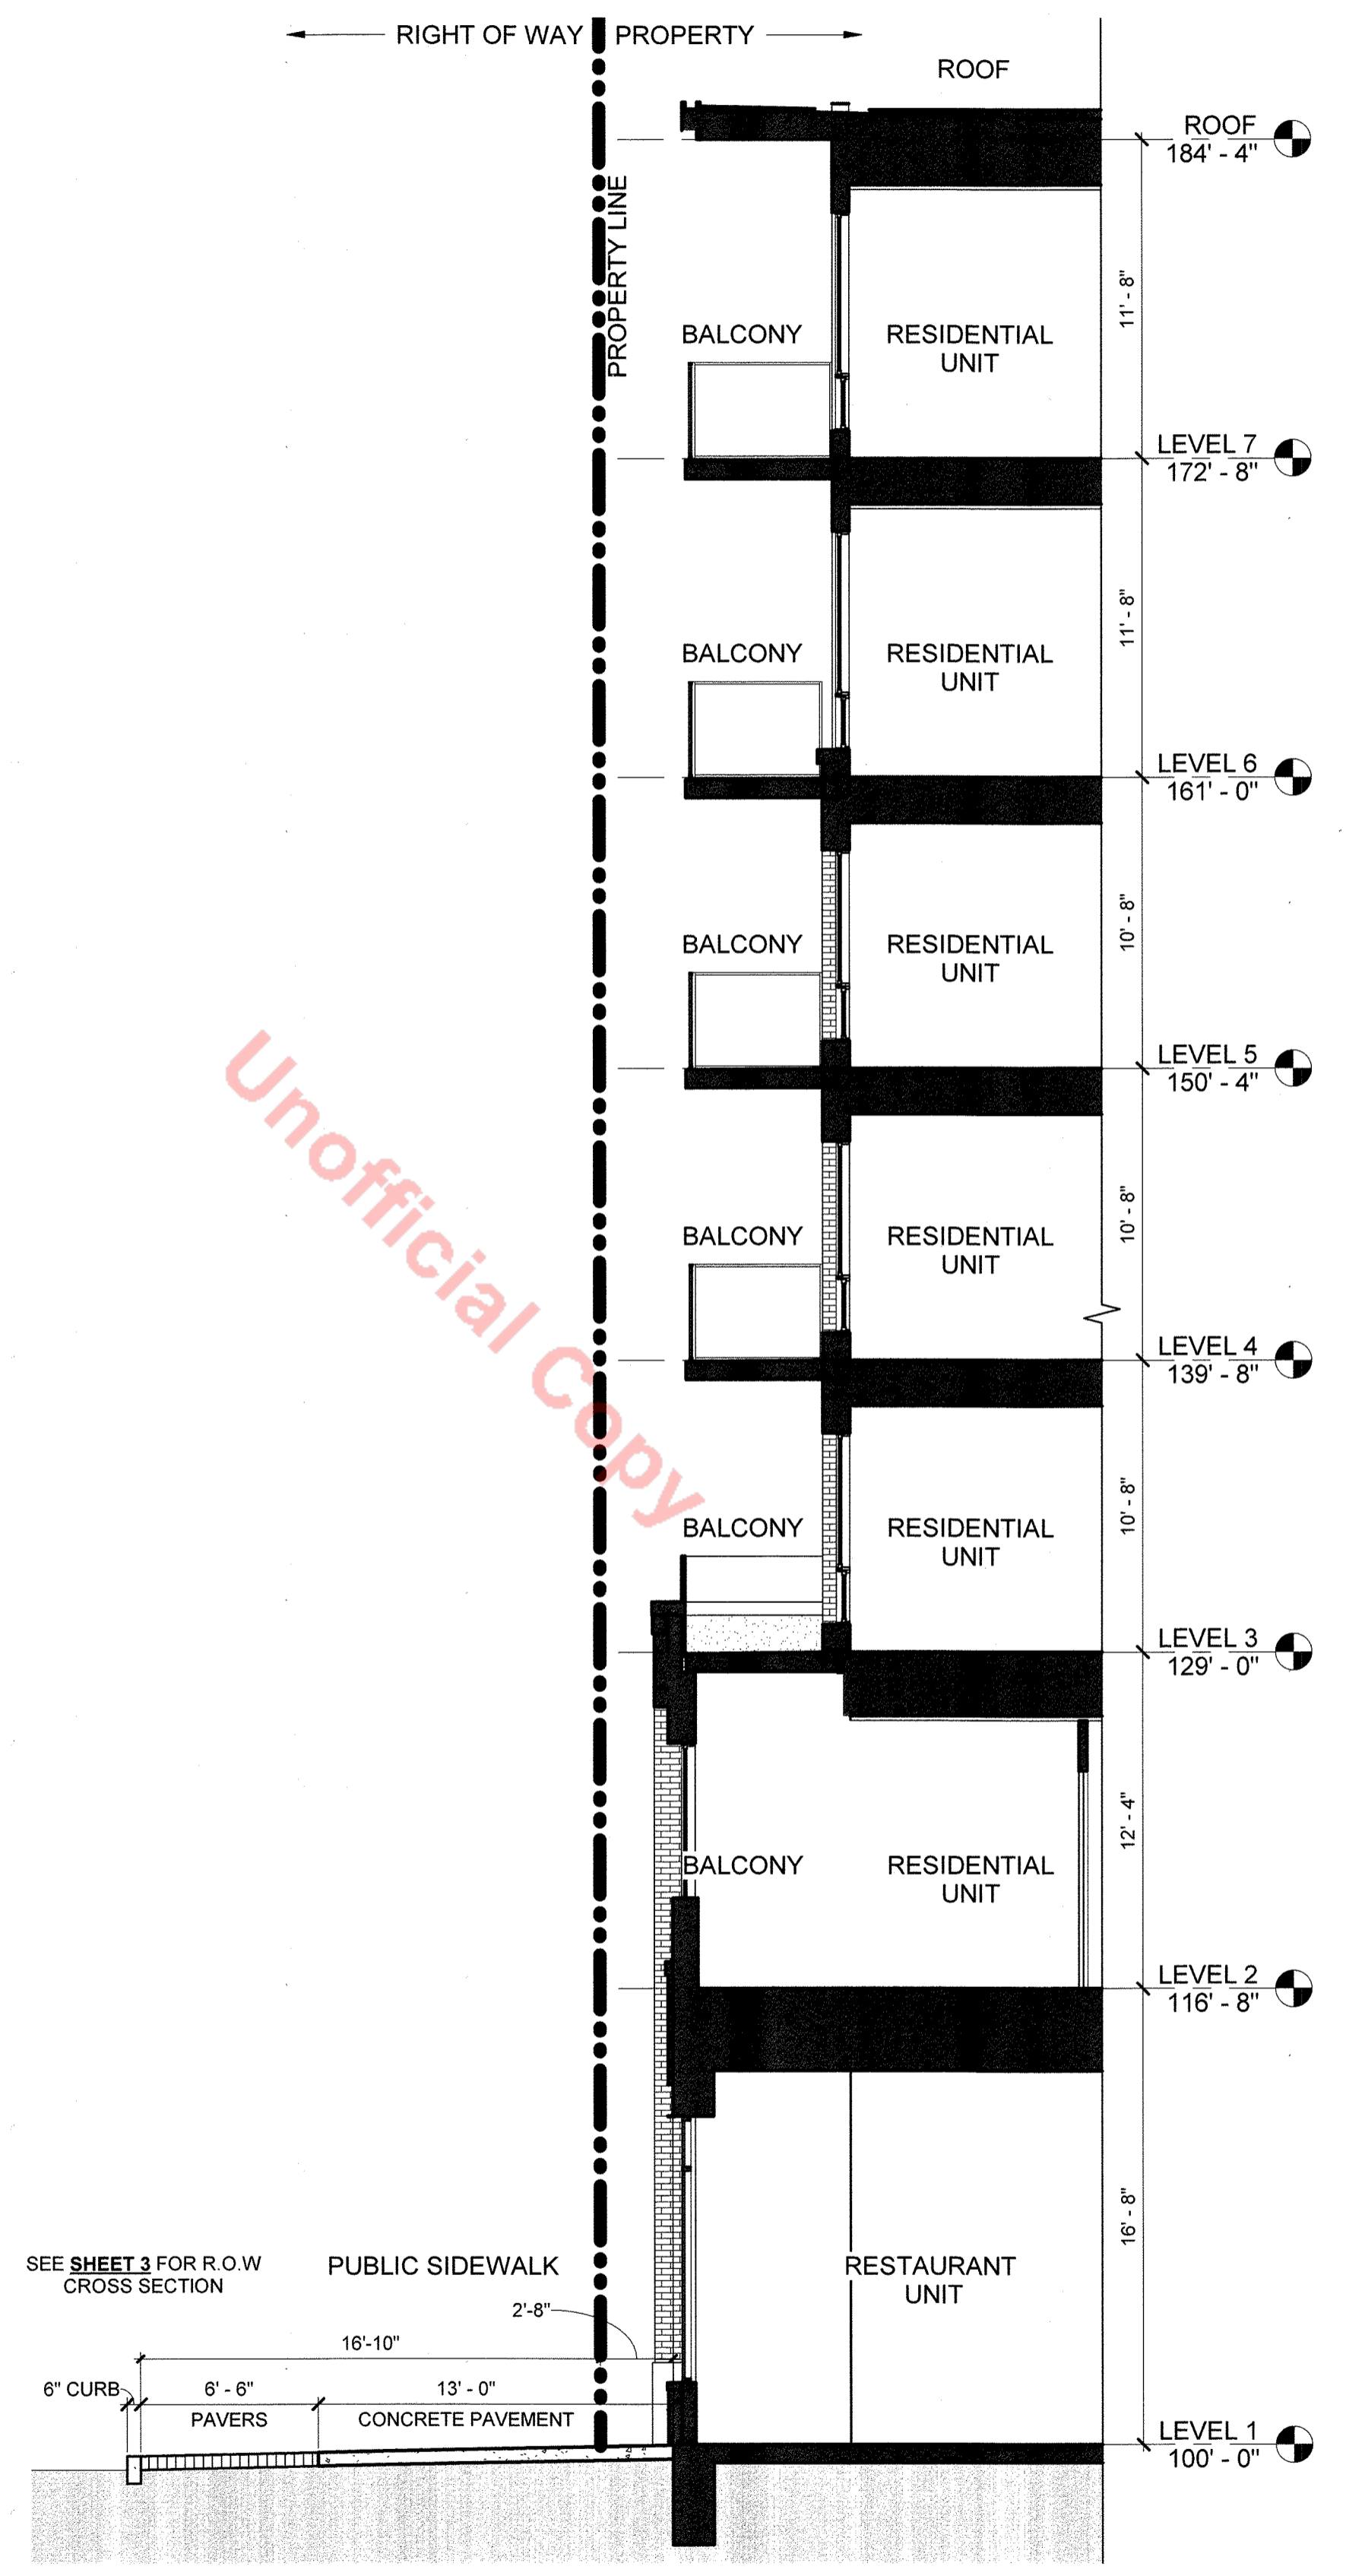 RIGHT OF WAY PROPERTY
ROOF
ROOF
184' - 4"
PROPERTY LINE
11' - 8"
BALCONY
RESIDENTIAL
UNIT
LEVEL 7
172' - 8"
11' - 8"
BALCONY
RESIDENTIAL
UNIT
LEVEL 6
161' - 0"
10' - 8"
BALCONY
RESIDENTIAL
UNIT
LEVEL 5
150' - 4"
Unofficial Copy
10' - 8"
BALCONY
RESIDENTIAL
UNIT
LEVEL 4
139' - 8"
10' - 8"
BALCONY
RESIDENTIAL
UNIT
LEVEL 3
129' - 0"
12' - 4"
BALCONY
RESIDENTIAL
UNIT
LEVEL 2
116' - 8"
16' - 8"
SEE SHEET 3 FOR R.O.W
CROSS SECTION
PUBLIC SIDEWALK
RESTAURANT
UNIT
2'-8"
16'-10"
6" CURB
6' - 6"
13' - 0"
PAVERS
CONCRETE PAVEMENT
LEVEL 1
100' - 0"